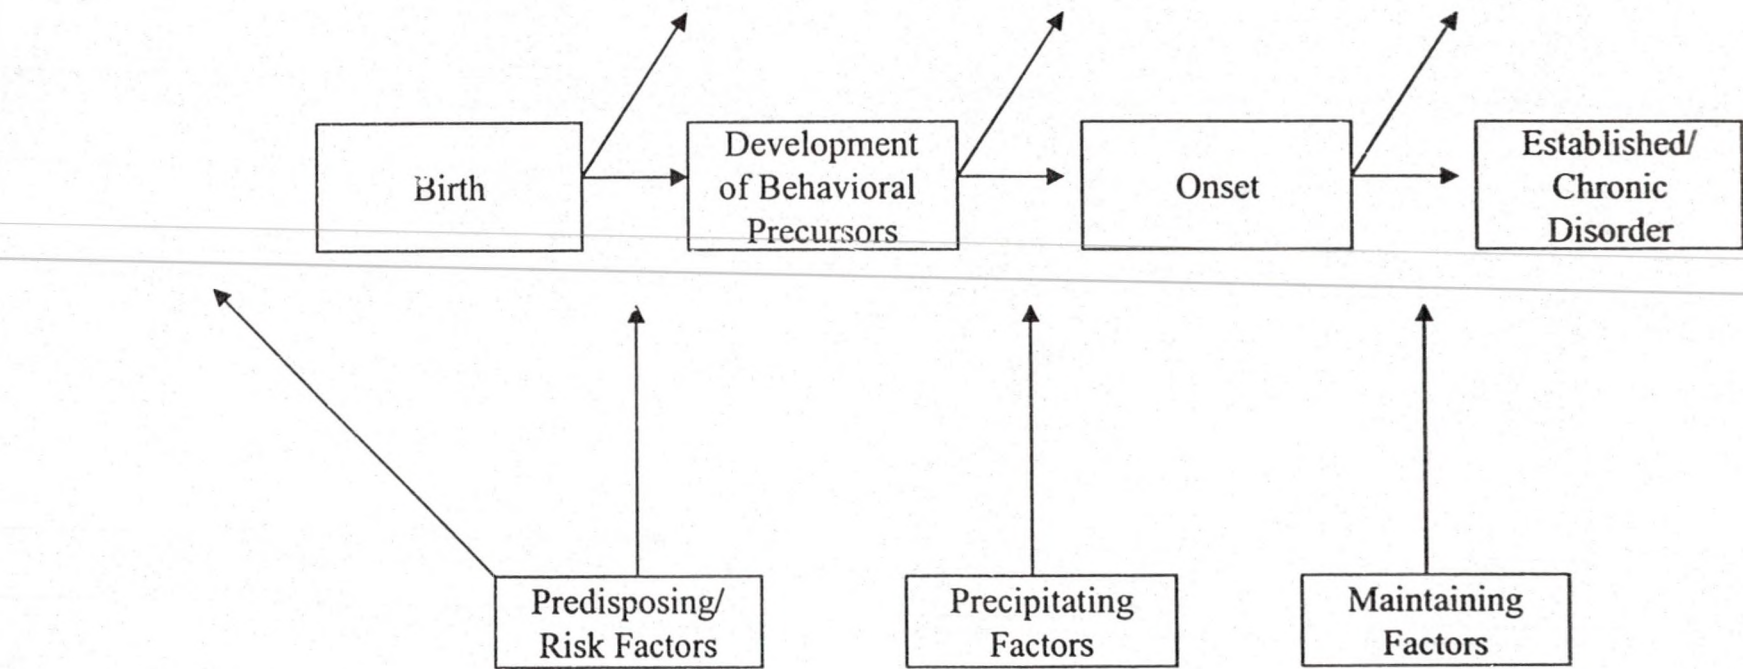 Birth
Development
of Behavioral
Precursors
Onset
Established/
Chronic
Disorder
Predisposing/
Risk Factors
Precipitating
Factors
Maintaining
Factors